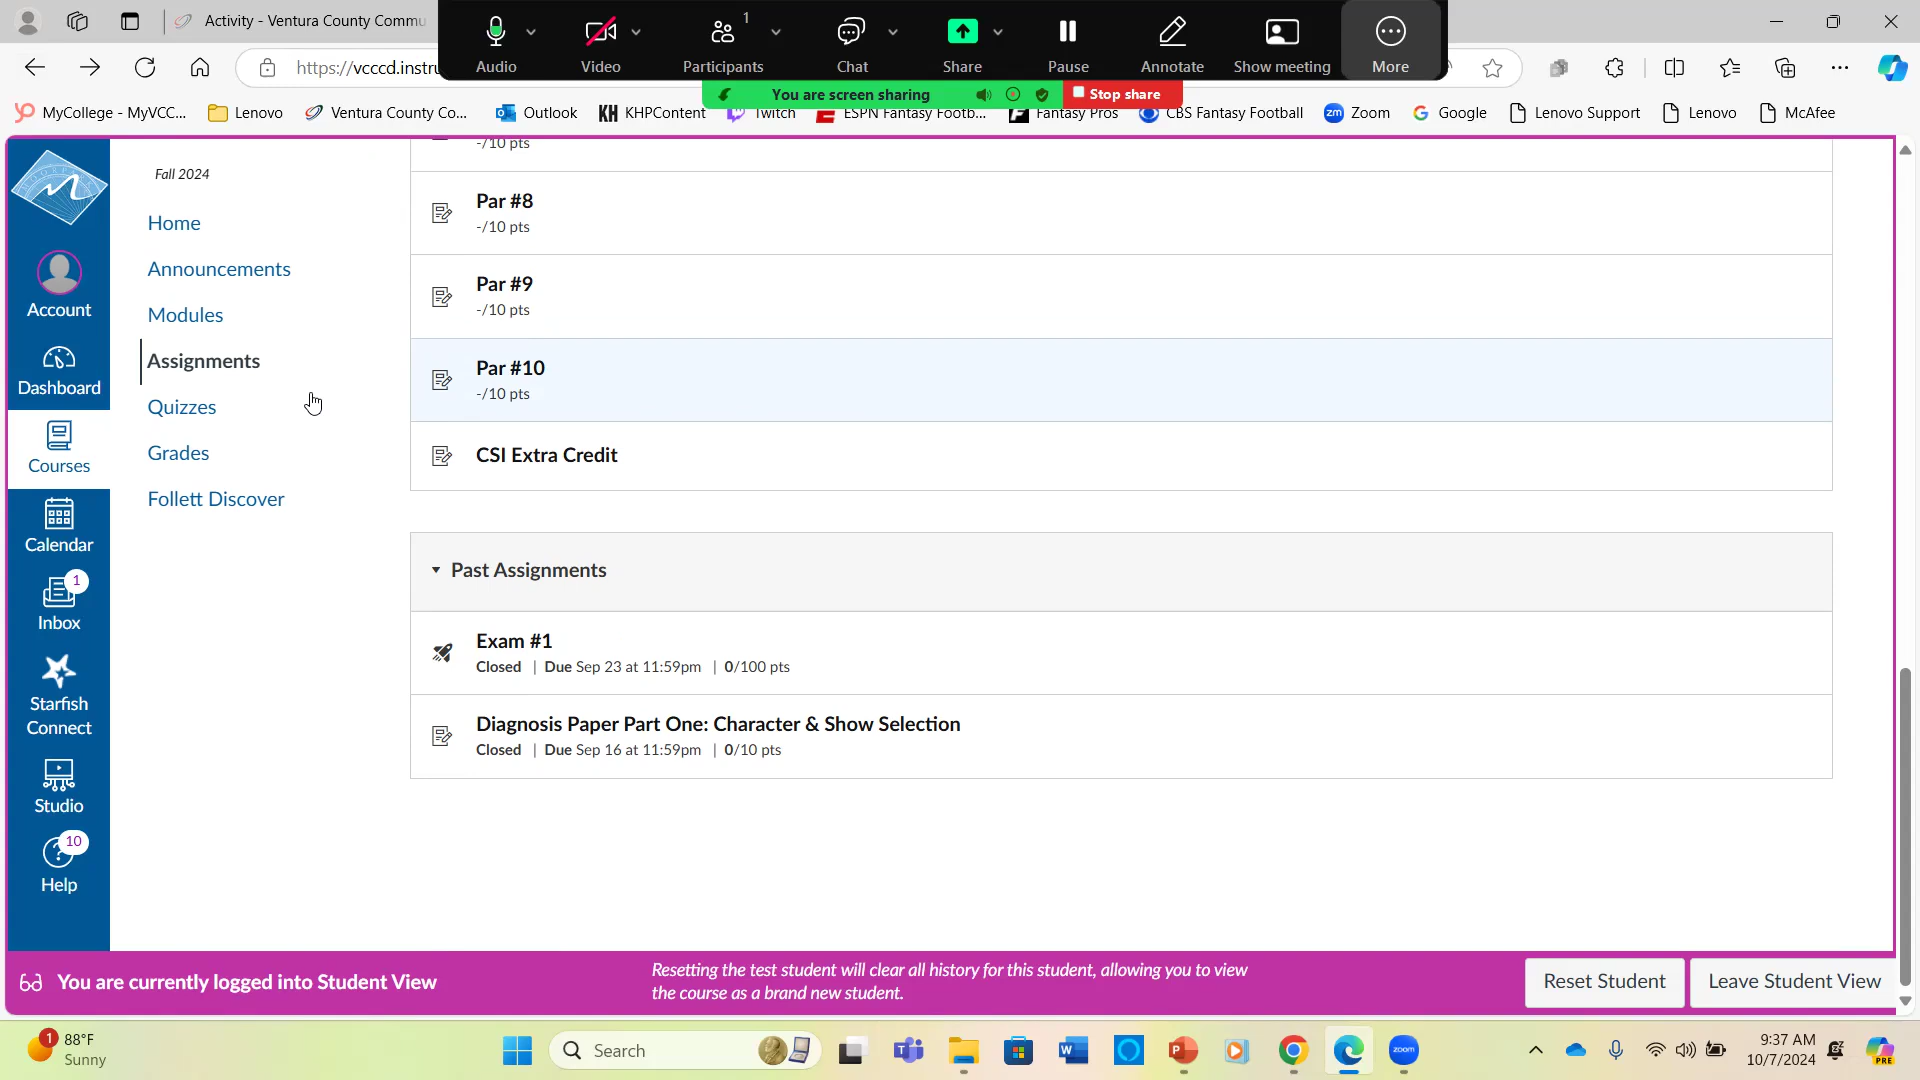 Activity - Ventura County Commu
Audio
Video
1
Participants
Chat
Share
Pause
Annotate
Show meeting
More
https://vcccd.instru
You are screen sharing
Stop share
MyCollege - MyVCC...
Lenovo
Ventura County Co...
Outlook
KHPContent
Twitch
ESPN Fantasy Footb...
Fantasy Pros
CBS Fantasy Football
Zoom
Google
Lenovo Support
Lenovo
McAfee
Account
Dashboard
Courses
Calendar
1
Inbox
Starfish
Connect
Studio
10
Help
Fall 2024
Home
Announcements
Modules
Assignments
Quizzes
Grades
Follett Discover
-/10 pts
Par #8
-/10 pts
Par #9
-/10 pts
Par #10
-/10 pts
CSI Extra Credit
Past Assignments
Exam #1
Closed | Due Sep 23 at 11:59pm | 0/100 pts
Diagnosis Paper Part One: Character & Show Selection
Closed | Due Sep 16 at 11:59pm | 0/10 pts
You are currently logged into Student View
Resetting the test student will clear all history for this student, allowing you to view
the course as a brand new student.
Reset Student
Leave Student View
1
88°F
Sunny
Search
zoom
9:37 AM
10/7/2024
PRE